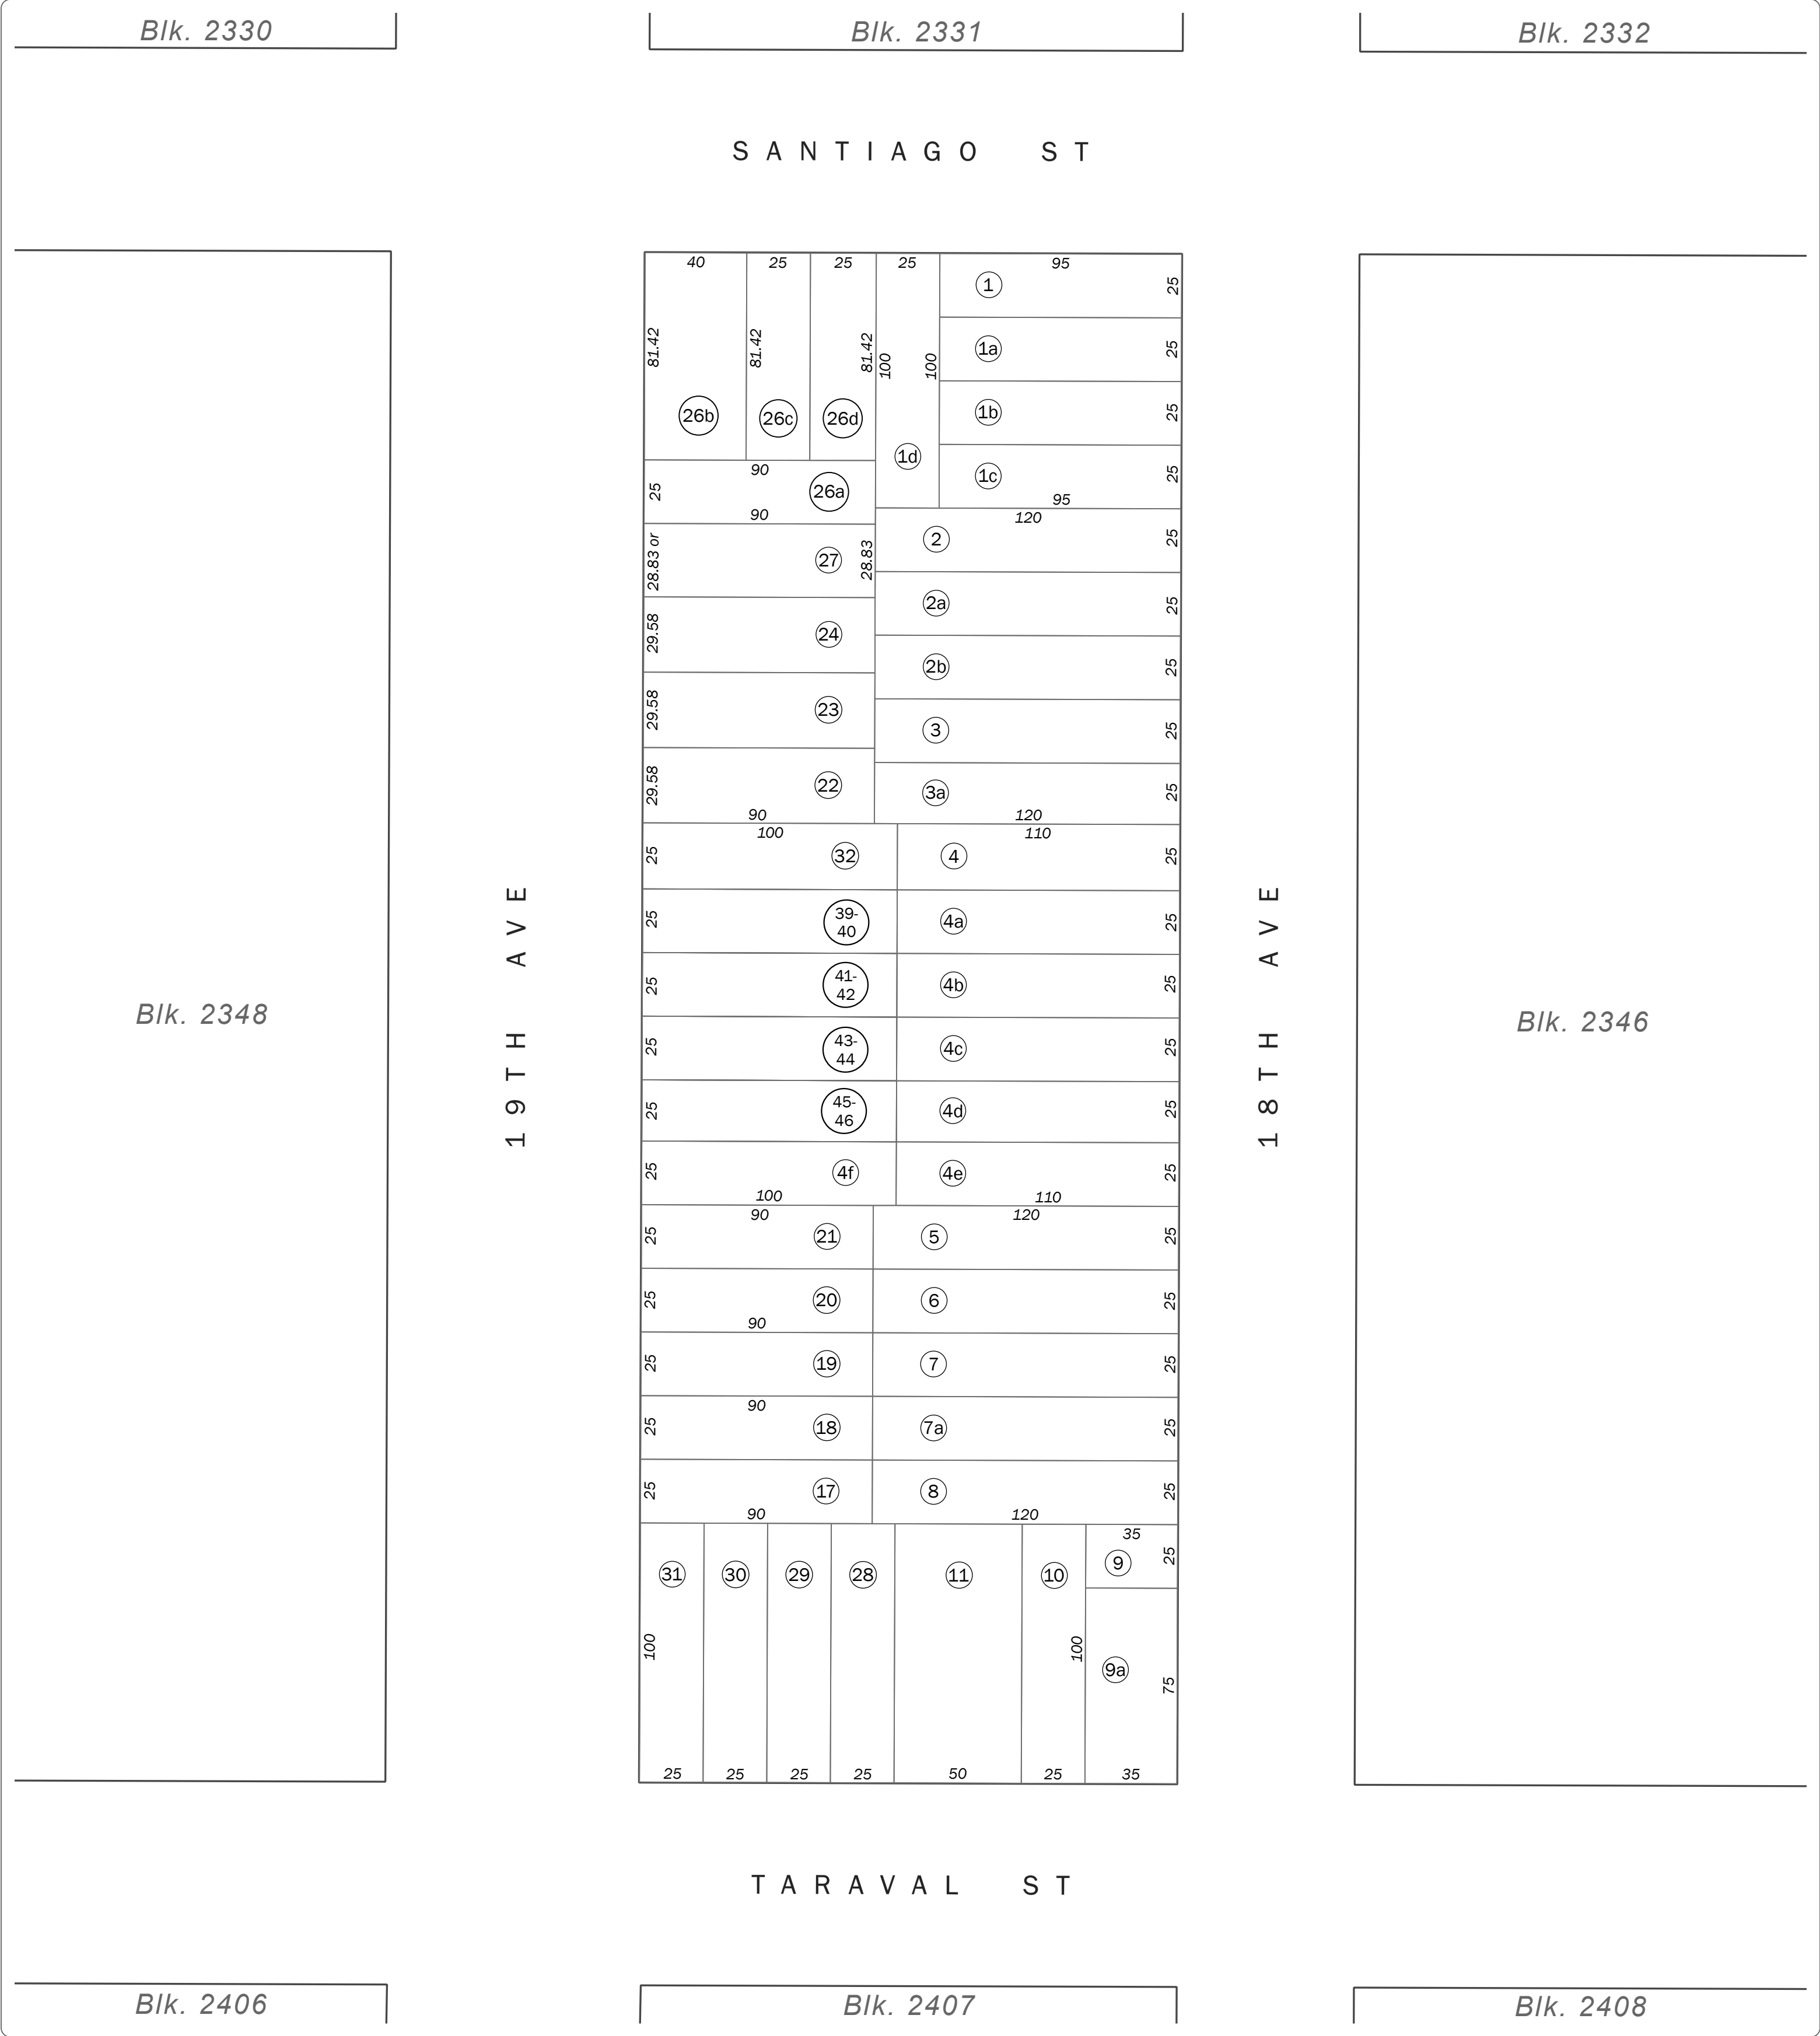 Blk. 2330
Blk. 2331
Blk. 2332
SANTIAGO ST
40 25 25 25 95
1 25
81.42 81.42 81.42 100 100
1a 25
26b 26c 26d
1b 25
1d
1c 25
95
90
25 26a
90
120
2 25
28.83 or 27 28.83
2a 25
29.58 24
2b 25
29.58 23
3 25
29.58 22
3a 25
90 120
100 110
25 32 4 25
25 39-
40 4a 25
25 41-
42 4b 25
25 43-
44 4c 25
25 45-
46 4d 25
25 4f 4e 25
100 110
90 120
25 21 5 25
25 20 6 25
90
25 19 7 25
90
25 18 7a 25
25 17 8 25
90 120
35
9 25
31 30 29 28 11 10
100 100
9a 75
25 25 25 25 50 25 35
19TH AVE
18TH AVE
Blk. 2348
Blk. 2346
TARAVAL ST
Blk. 2406
Blk. 2407
Blk. 2408